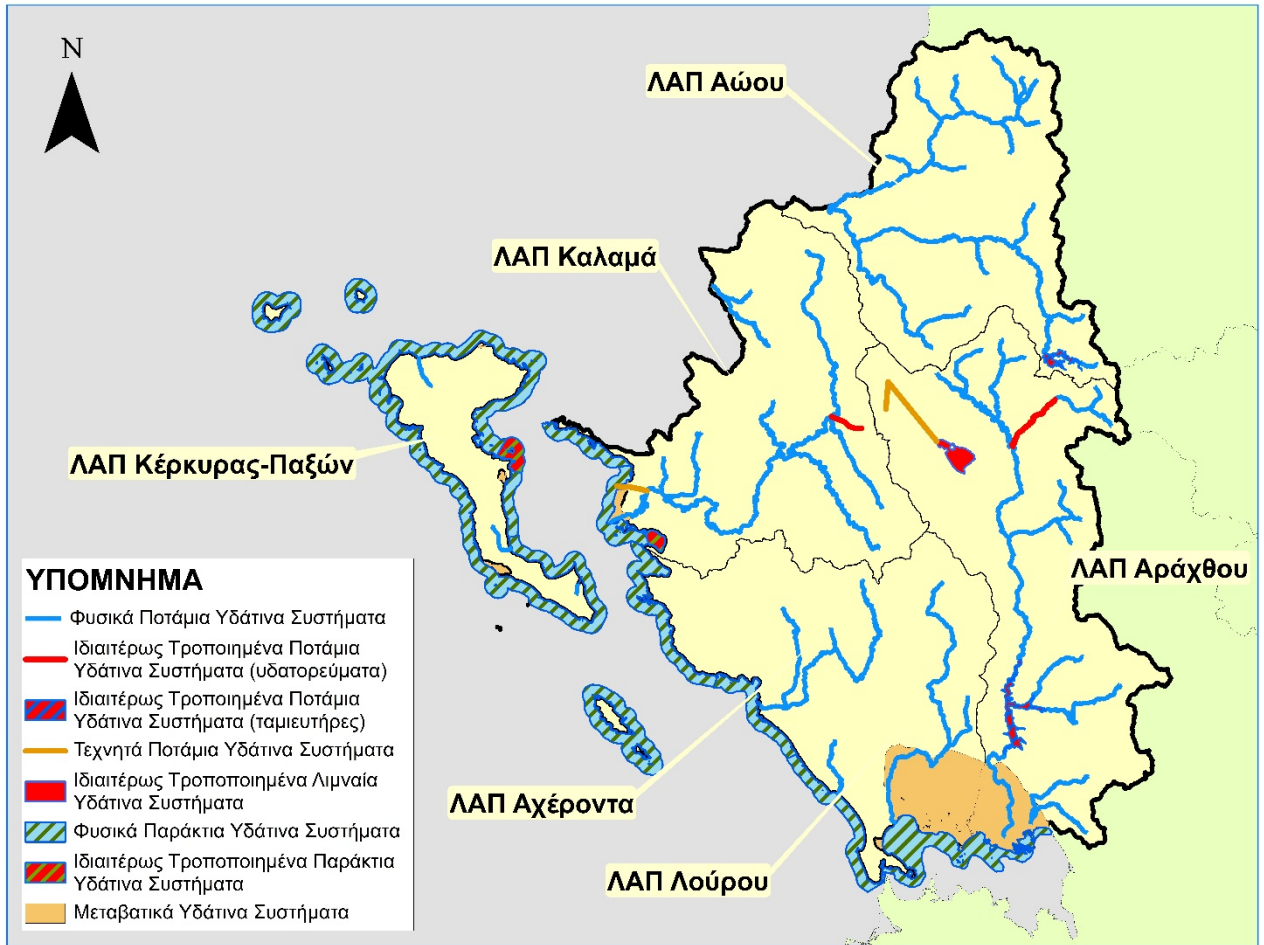 N
ΛΑΠ Αώου
ΛΑΠ Καλαμά
ΛΑΠ Κέρκυρας-Παξών
ΛΑΠ Αράχθου
ΛΑΠ Αχέροντα
ΛΑΠ Λούρου
ΥΠΟΜΝΗΜΑ
Φυσικά Ποτάμια Υδάτινα Συστήματα
Ιδιαιτέρως Τροποιημένα Ποτάμια
Υδάτινα Συστήματα (υδατορεύματα)
Ιδιαιτέρως Τροποιημένα Ποτάμια
Υδάτινα Συστήματα (ταμιευτήρες)
Τεχνητά Ποτάμια Υδάτινα Συστήματα
Ιδιαιτέρως Τροποποιημένα Λιμναία
Υδάτινα Συστήματα
Φυσικά Παράκτια Υδάτινα Συστήματα
Ιδιαιτέρως Τροποποιημένα Παράκτια
Υδάτινα Συστήματα
Μεταβατικά Υδάτινα Συστήματα